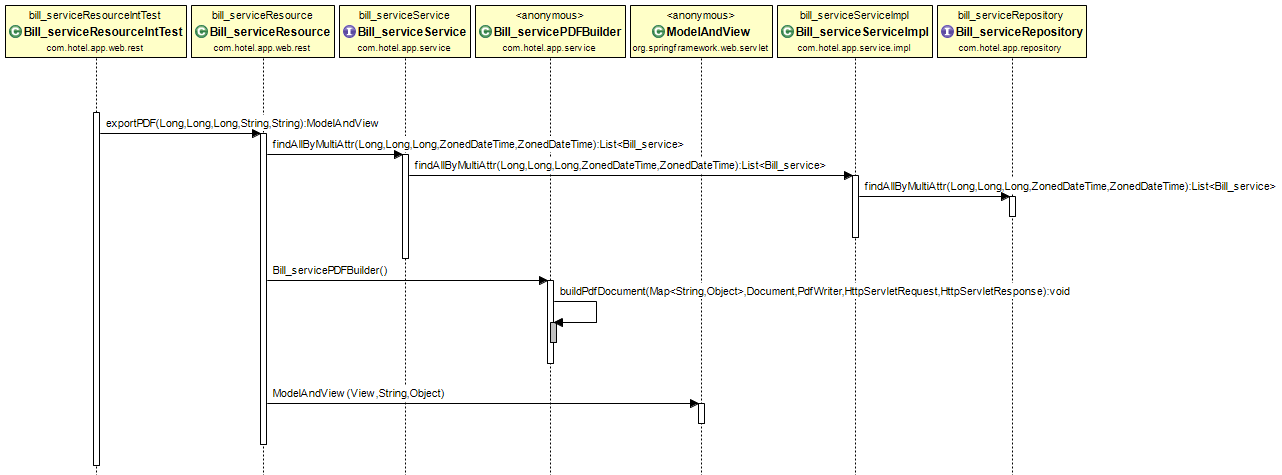 bill_serviceResourceIntTest
Bill_serviceResourceIntTest
com.hotel.app.web.rest
bill_serviceResource
Bill_serviceResource
com.hotel.app.web.rest
bill_serviceService
Bill_serviceService
com.hotel.app.service
<anonymous>
Bill_servicePDFBuilder
com.hotel.app.service
<anonymous>
ModelAndView
org.springframework.web.servlet
bill_serviceServiceImpl
Bill_serviceServiceImpl
com.hotel.app.service.impl
bill_serviceRepository
Bill_serviceRepository
com.hotel.app.repository
exportPDF(Long,Long,Long,String,String):ModelAndView
findAllByMultiAttr(Long,Long,Long,ZonedDateTime,ZonedDateTime):List<Bill_service>
findAllByMultiAttr(Long,Long,Long,ZonedDateTime,ZonedDateTime):List<Bill_service>
findAllByMultiAttr(Long,Long,Long,ZonedDateTime,ZonedDateTime):List<Bill_service>
Bill_servicePDFBuilder()
buildPdfDocument(Map<String,Object>,Document,PdfWriter,HttpServletRequest,HttpServletResponse):void
ModelAndView(View,String,Object)